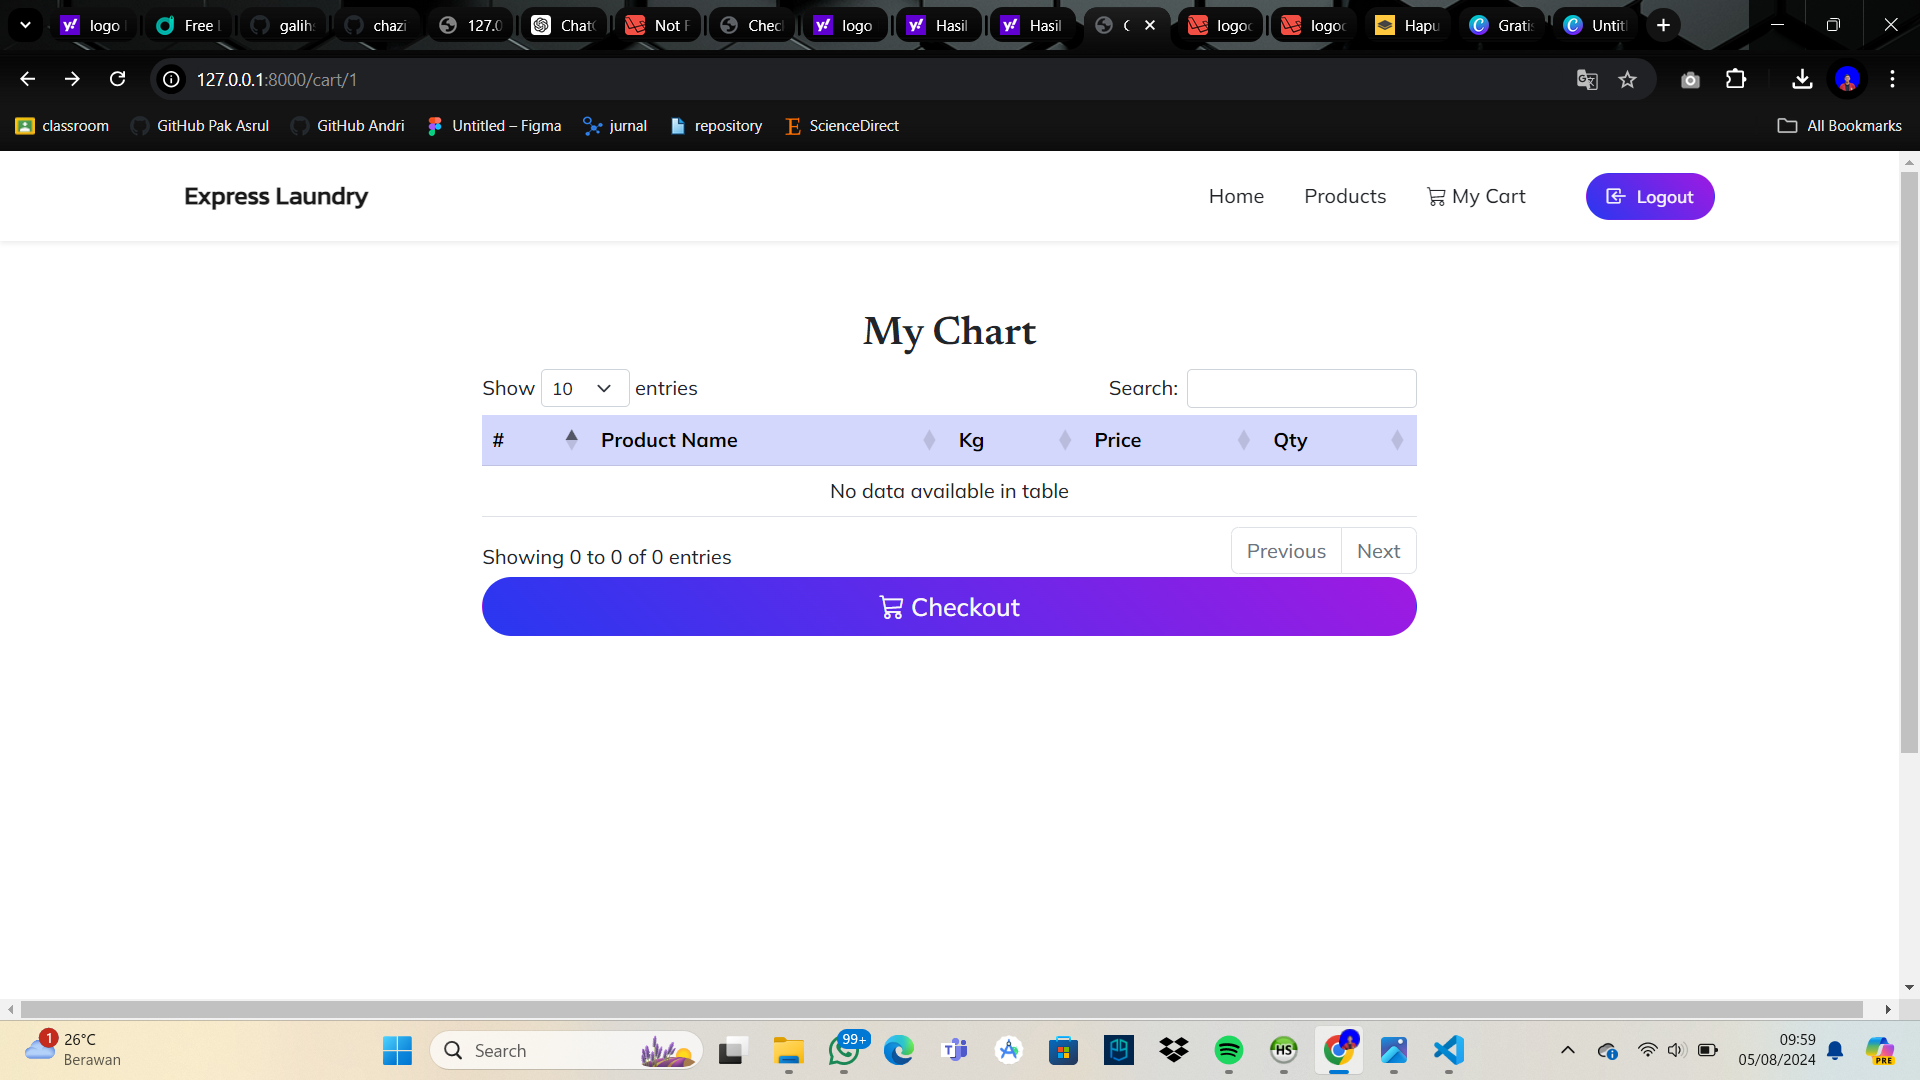 logo
Free
galih
chazi
127.0
Chat
Not F
Chec
logo
Hasil
Hasil
logo
logo
Hapu
Gratis
Untit
127.0.0.1:8000/cart/1
classroom
GitHub Pak Asrul
GitHub Andri
Untitled – Figma
jurnal
repository
ScienceDirect
All Bookmarks
Express Laundry
Home
Products
My Cart
Logout
My Chart
Show 10 entries
Search:
# Product Name Kg Price Qty
No data available in table
Showing 0 to 0 of 0 entries
Previous Next
Checkout
1
26°C
Berawan
Search
99+
HS
PRE
09:59
05/08/2024